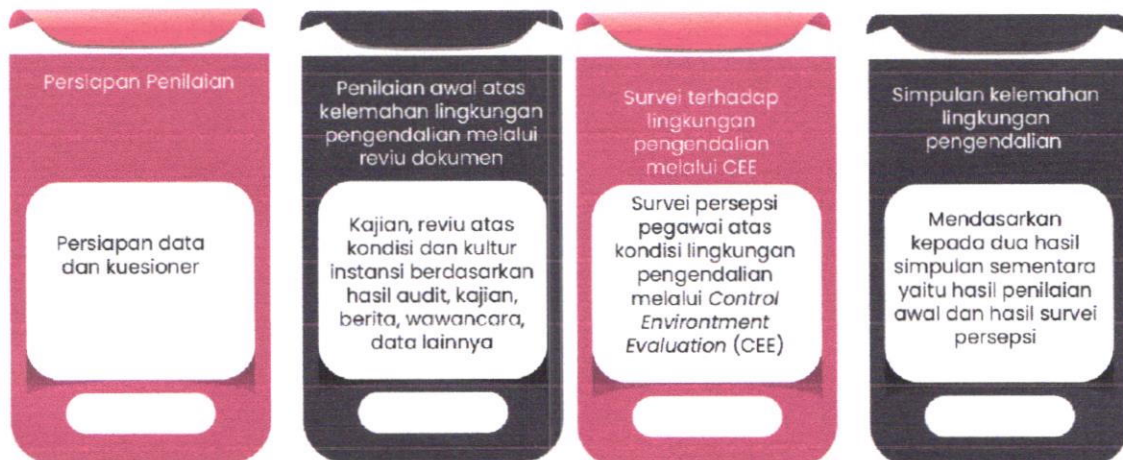 Persiapan Penilaian
Persiapan data
dan kuesioner
Penilaian awal atas
kelemahan lingkungan
pengendalian melalui
reviu dokumen
Kajian, reviu atas
kondisi dan kultur
instansi berdasarkan
hasil audit, kajian,
berita, wawancara,
data lainnya
Survei terhadap
lingkungan
pengendalian
melalui CEE
Survei persepsi
pegawai atas
kondisi lingkungan
pengendalian
melalui Control
Environtment
Evaluation (CEE)
Simpulan kelemahan
lingkungan
pengendalian
Mendasarkan
kepada dua hasil
simpulan sementara
yaitu hasil penilaian
awal dan hasil survei
persepsi